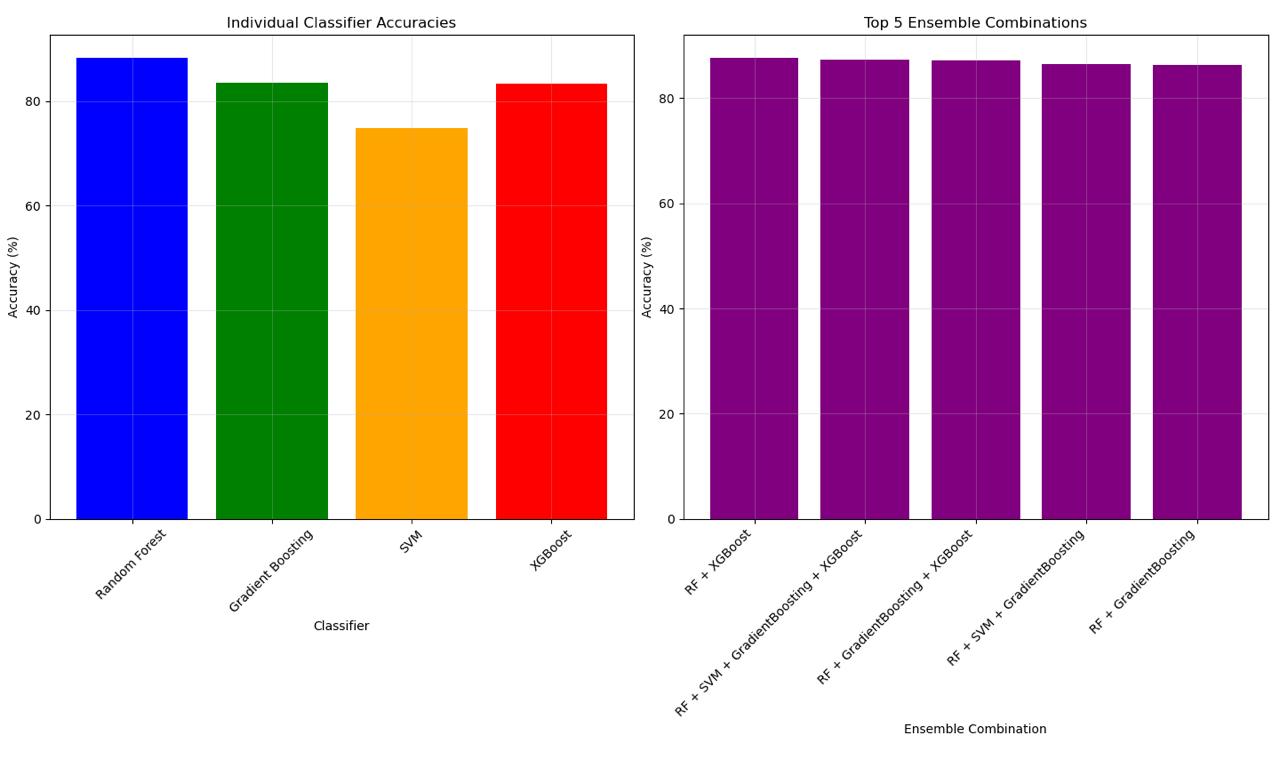 Individual Classifier Accuracies
Accuracy (%)
80
60
40
20
0
Random Forest
Gradient Boosting
SVM
XGBoost
Classifier
Top 5 Ensemble Combinations
Accuracy (%)
80
60
40
20
0
RF + XGBoost
RF + SVM + GradientBoosting + XGBoost
RF + GradientBoosting + XGBoost
RF + SVM + GradientBoosting
RF + GradientBoosting
Ensemble Combination